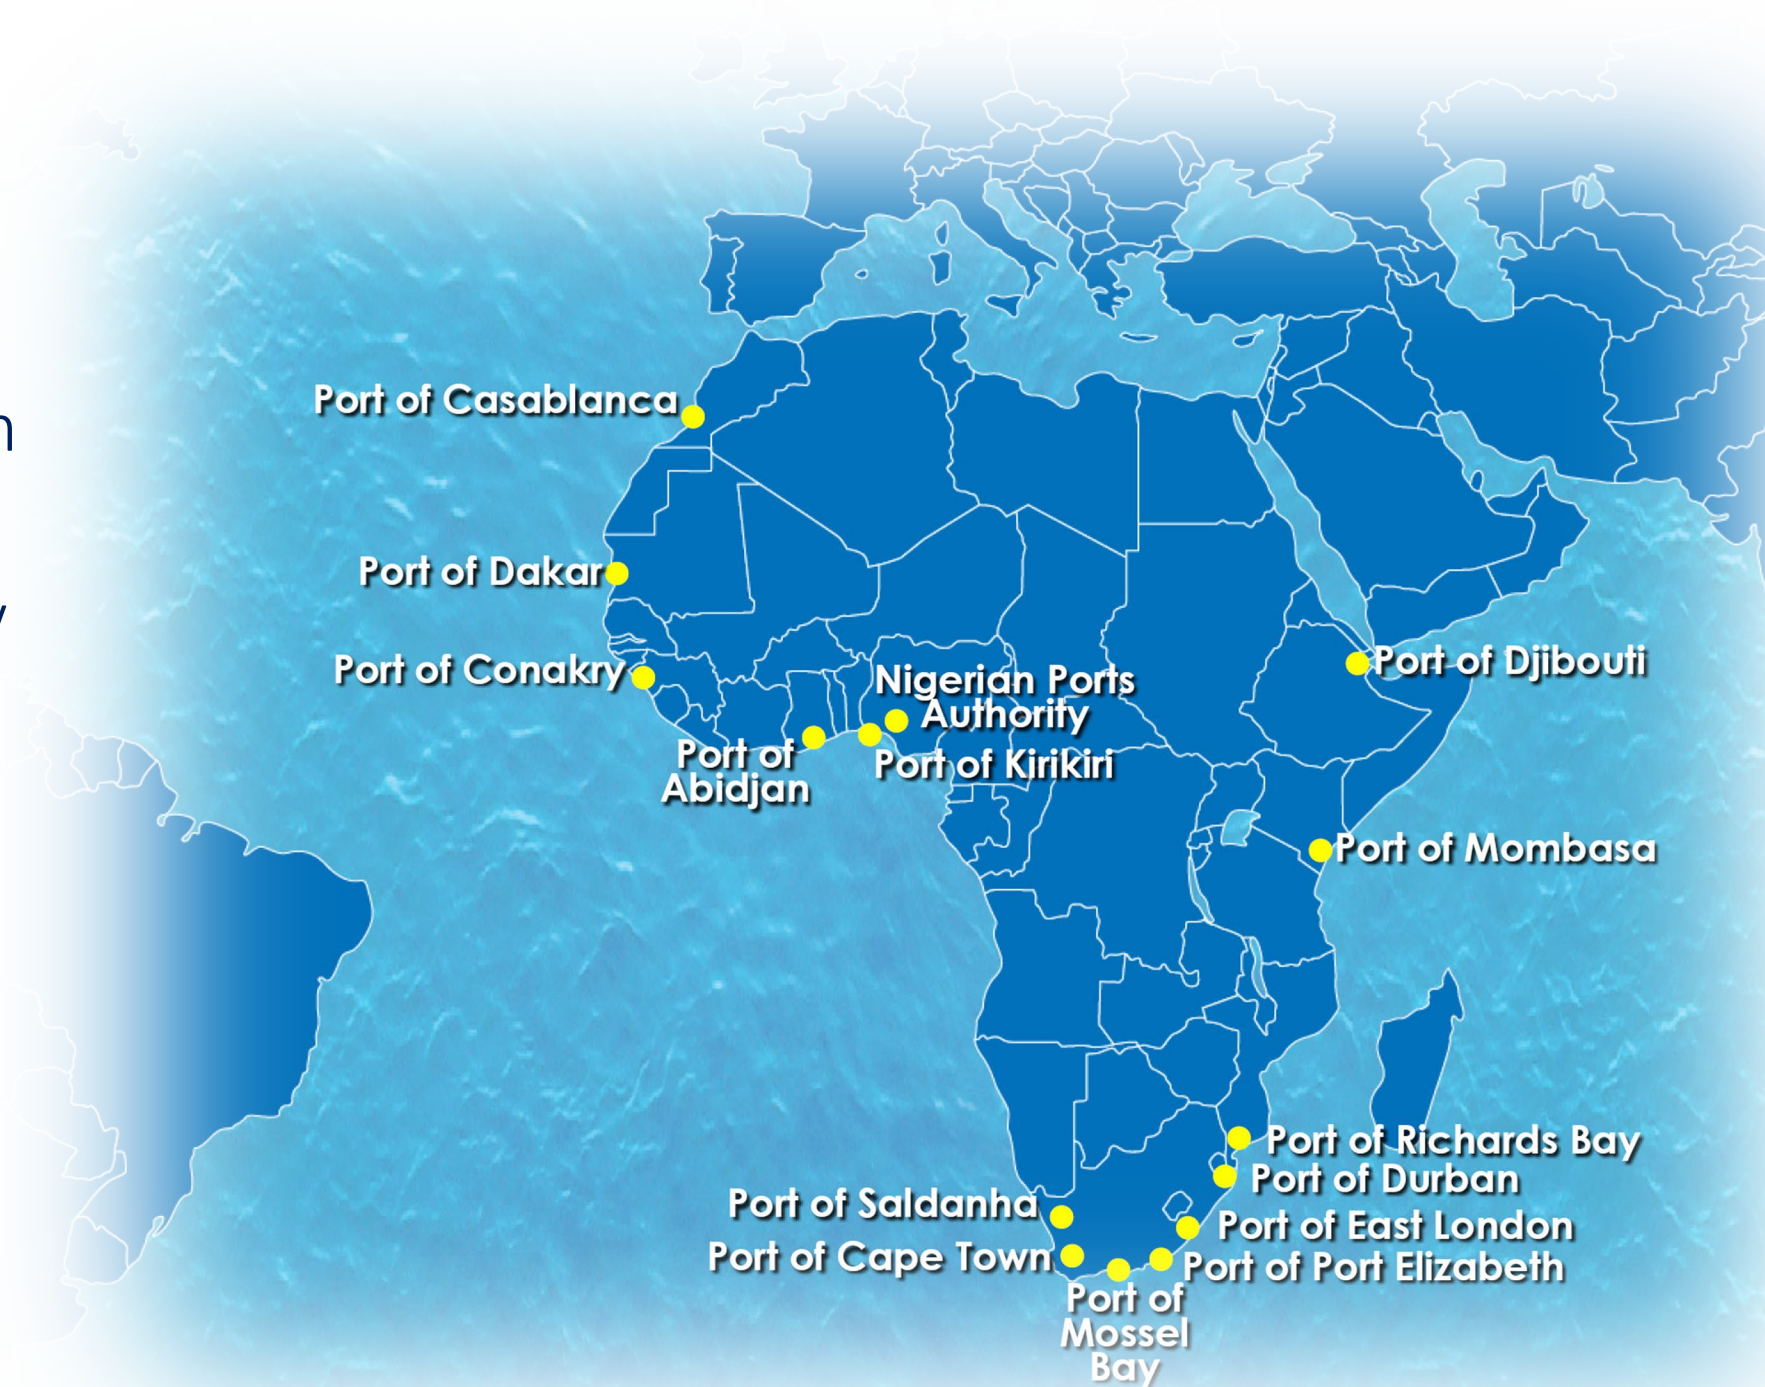 Port of Casablanca
n
Port of Dakar
y
Port of Conakry
Port of Djibouti
Nigerian Ports
Authority
Port of
Abidjan
Port of Kirikiri
Port of Mombasa
Port of Richards Bay
Port of Durban
Port of Saldanha
Port of East London
Port of Cape Town
Port of Port Elizabeth
Port of
Mossel
Bay